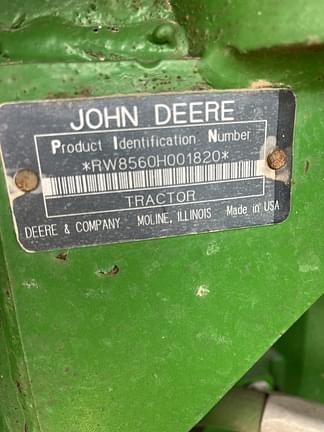 JOHN DEERE
Product Identification Number
*RW8560H001820*
TRACTOR
DEERE & COMPANY MOLINE, ILLINOIS Made in USA